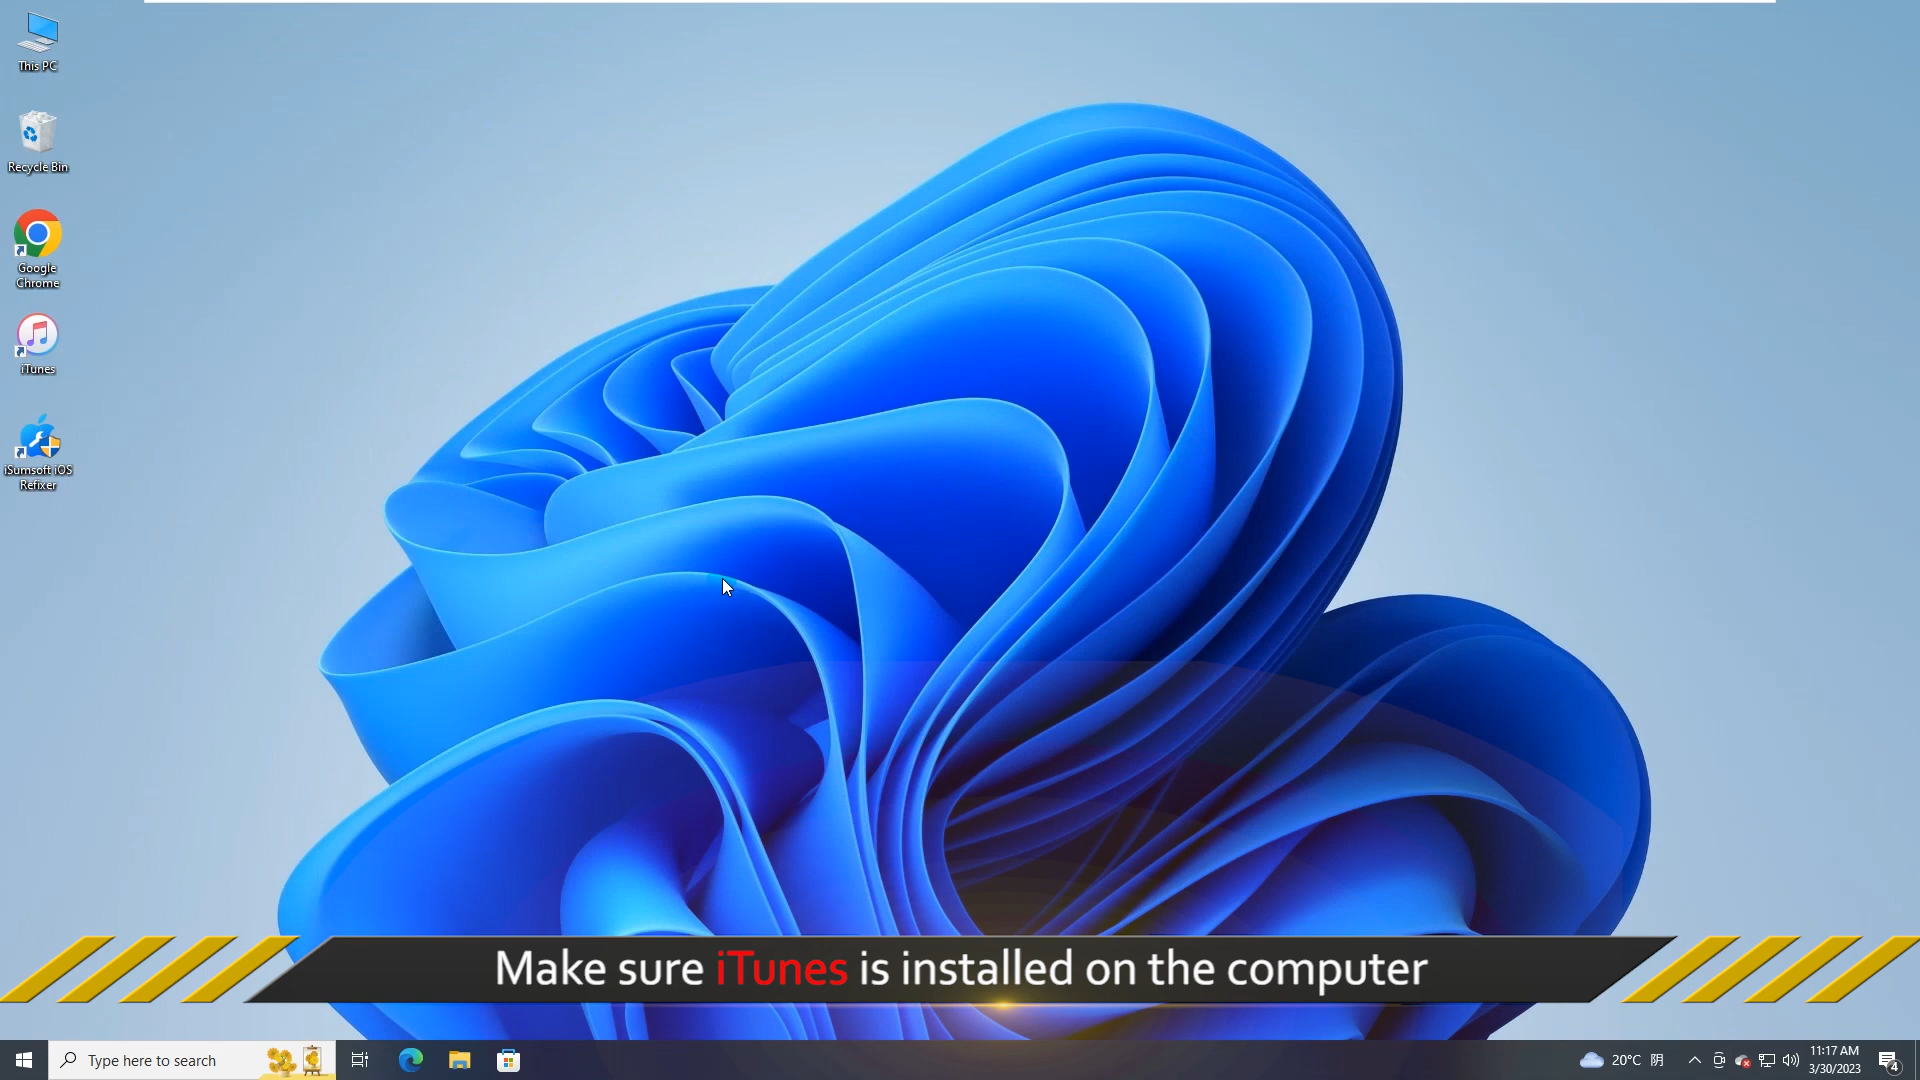 This PC
Recycle Bin
Google
Chrome
iTunes
iSumsoft iOS
Refixer
Make sure iTunes is installed on the computer
Type here to search
20°C 阴
11:17 AM
3/30/2023
4